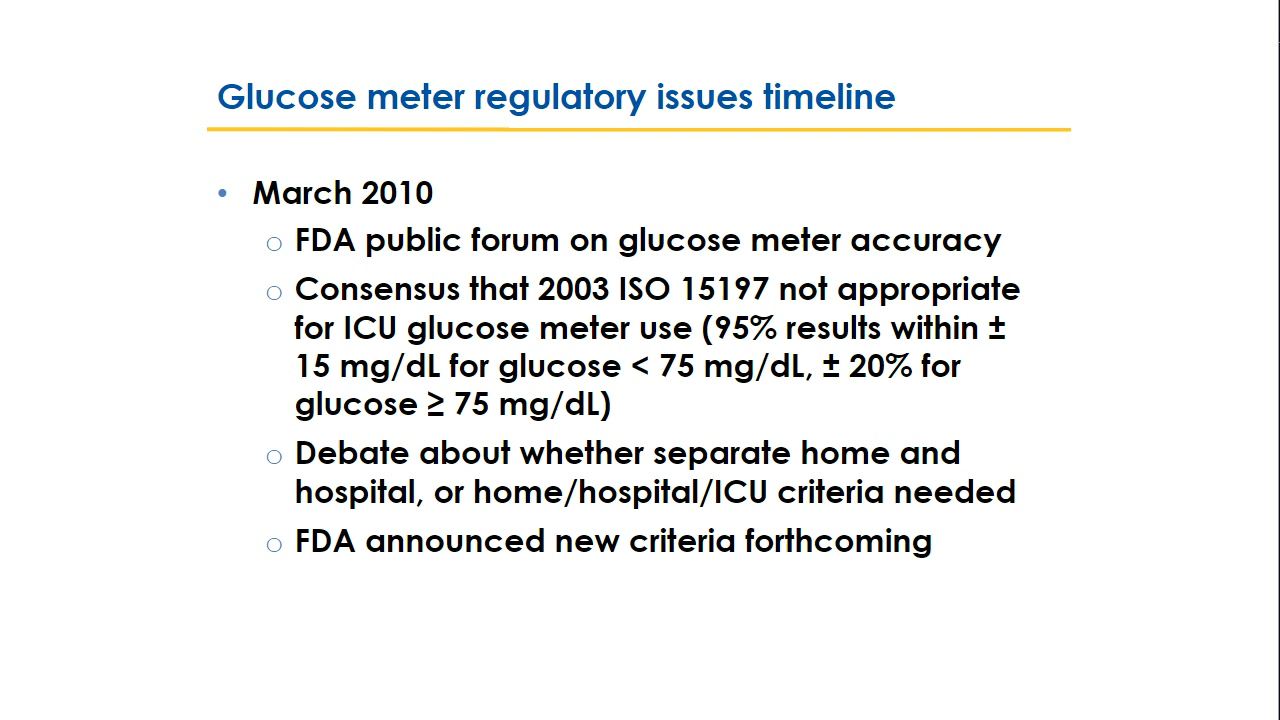 Glucose meter regulatory issues timeline
• March 2010
○ FDA public forum on glucose meter accuracy
○ Consensus that 2003 ISO 15197 not appropriate
for ICU glucose meter use (95% results within ±
15 mg/dL for glucose < 75 mg/dL, ± 20% for
glucose ≥ 75 mg/dL)
○ Debate about whether separate home and
hospital, or home/hospital/ICU criteria needed
○ FDA announced new criteria forthcoming